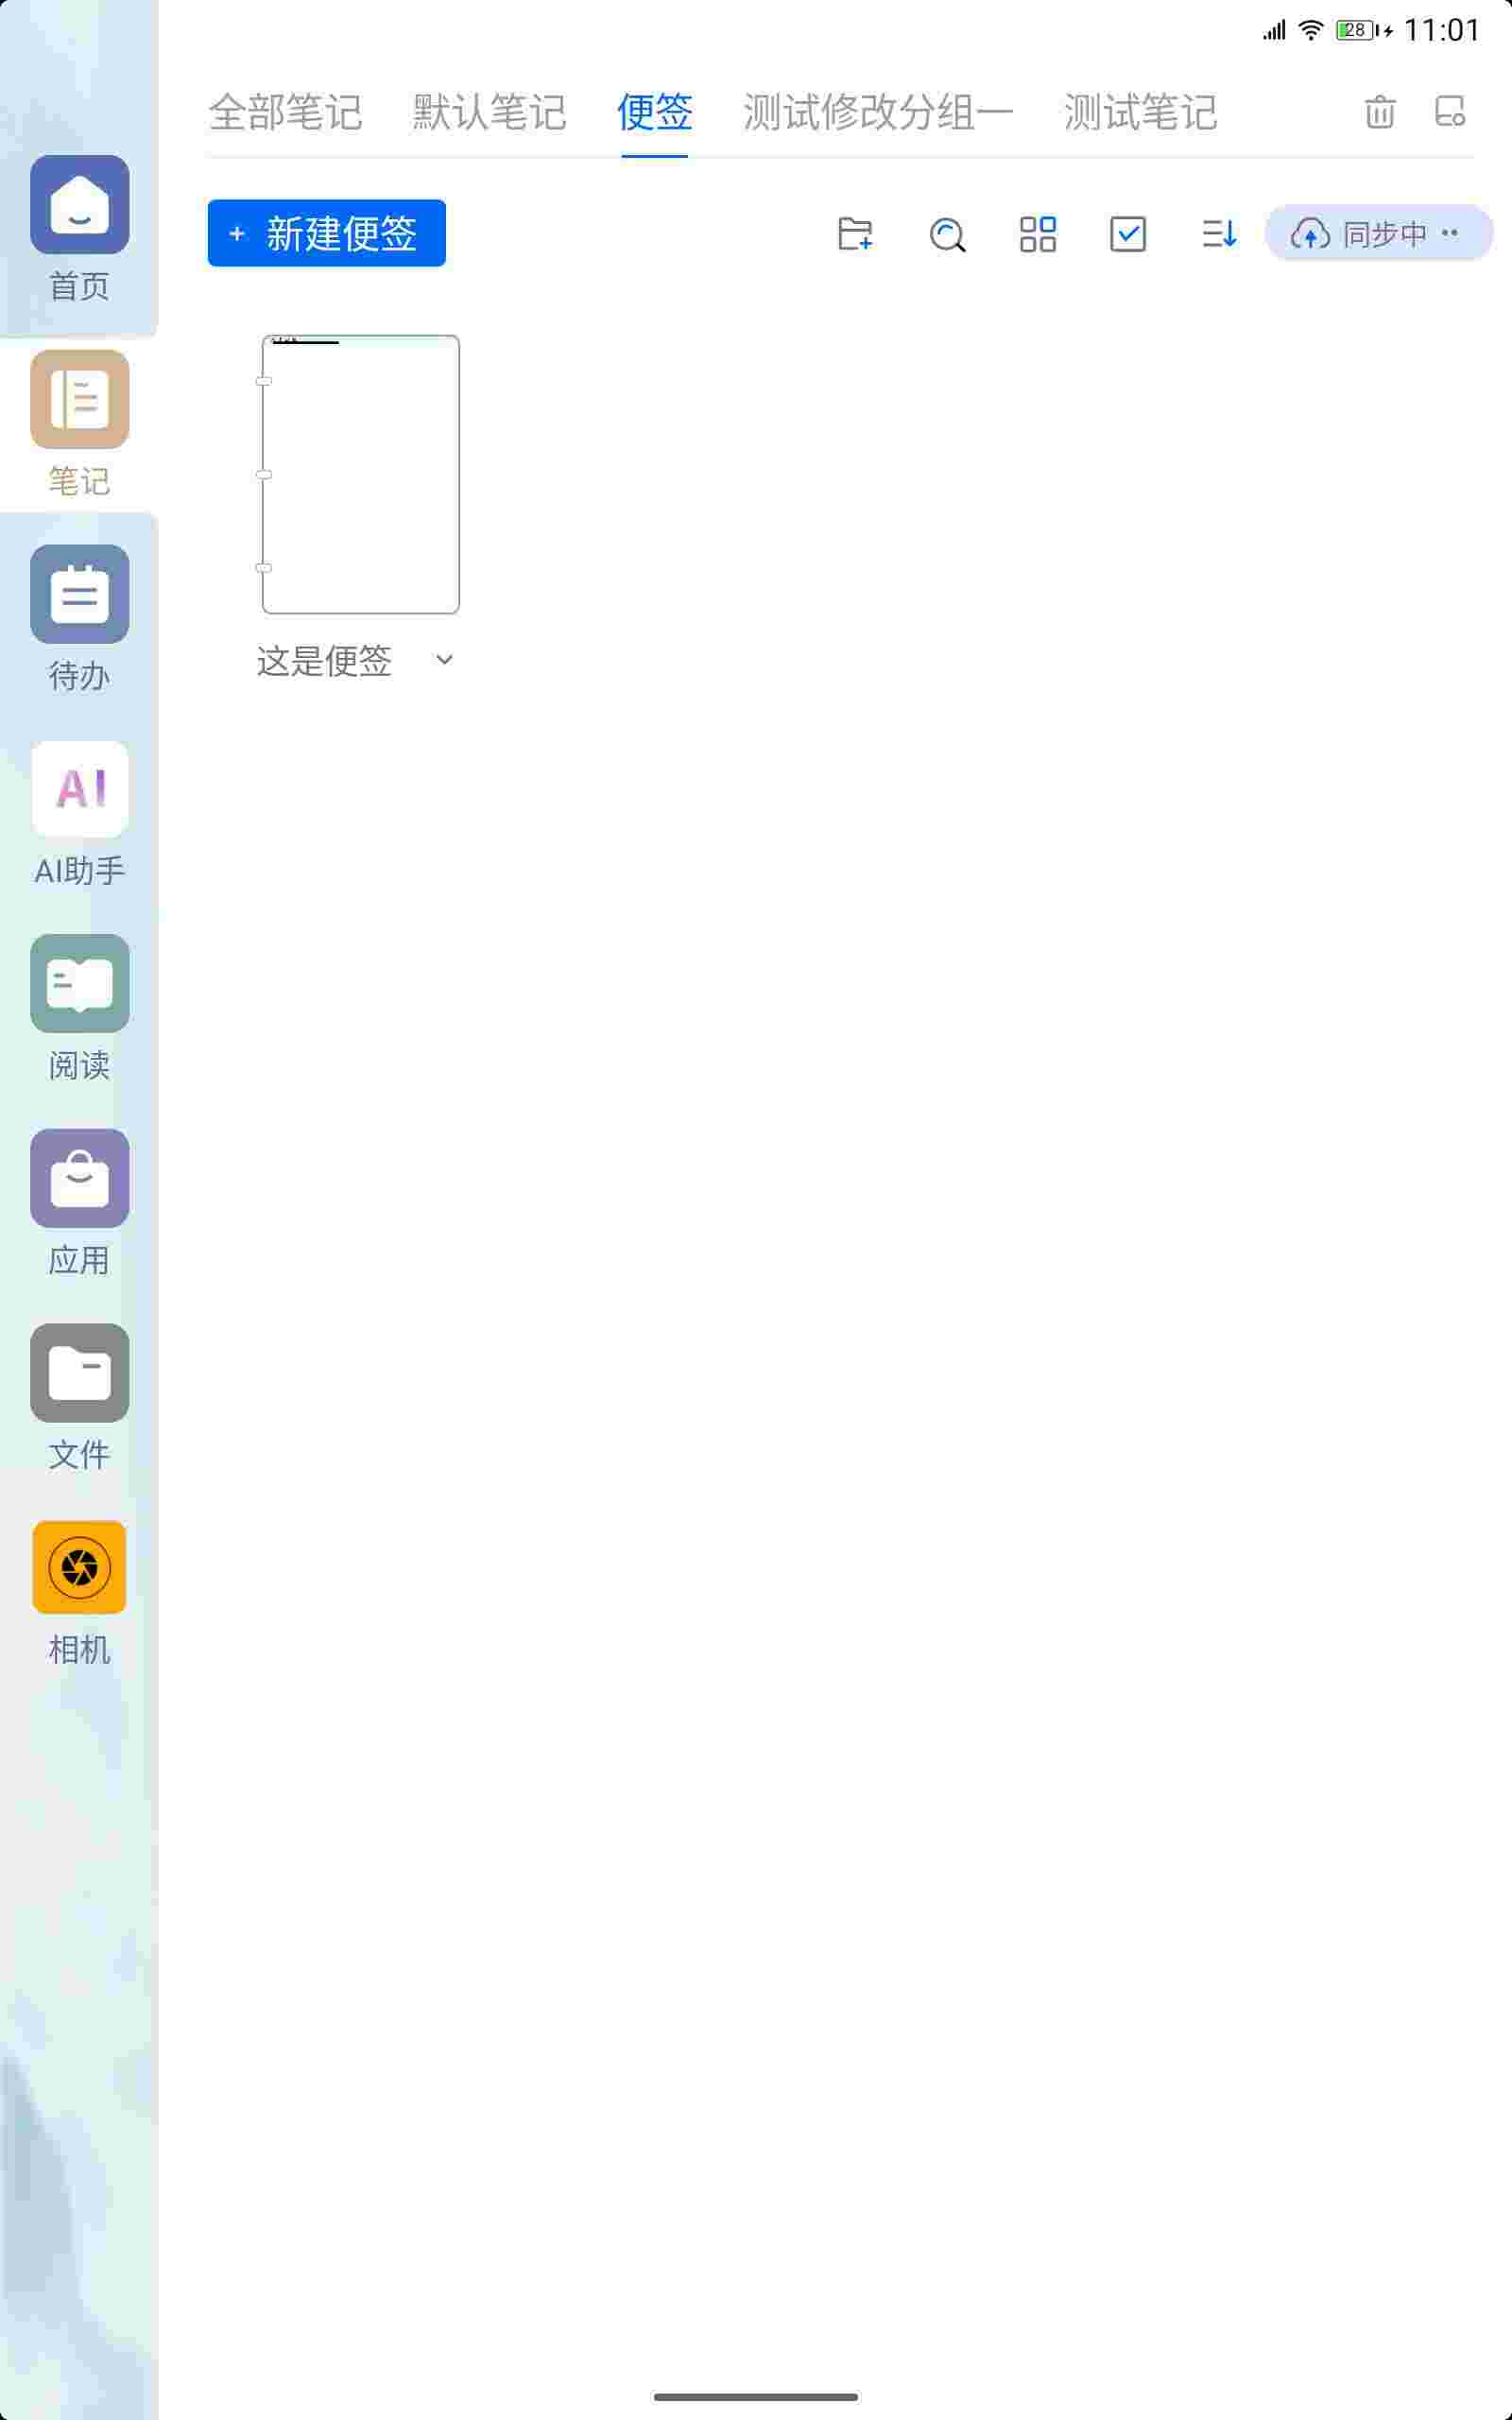 28 11:01
全部笔记 默认笔记 便签 测试修改分组一 测试笔记
+ 新建便签
同步中
首页
笔记
待办
这是便签
AI
AI助手
阅读
应用
文件
相机